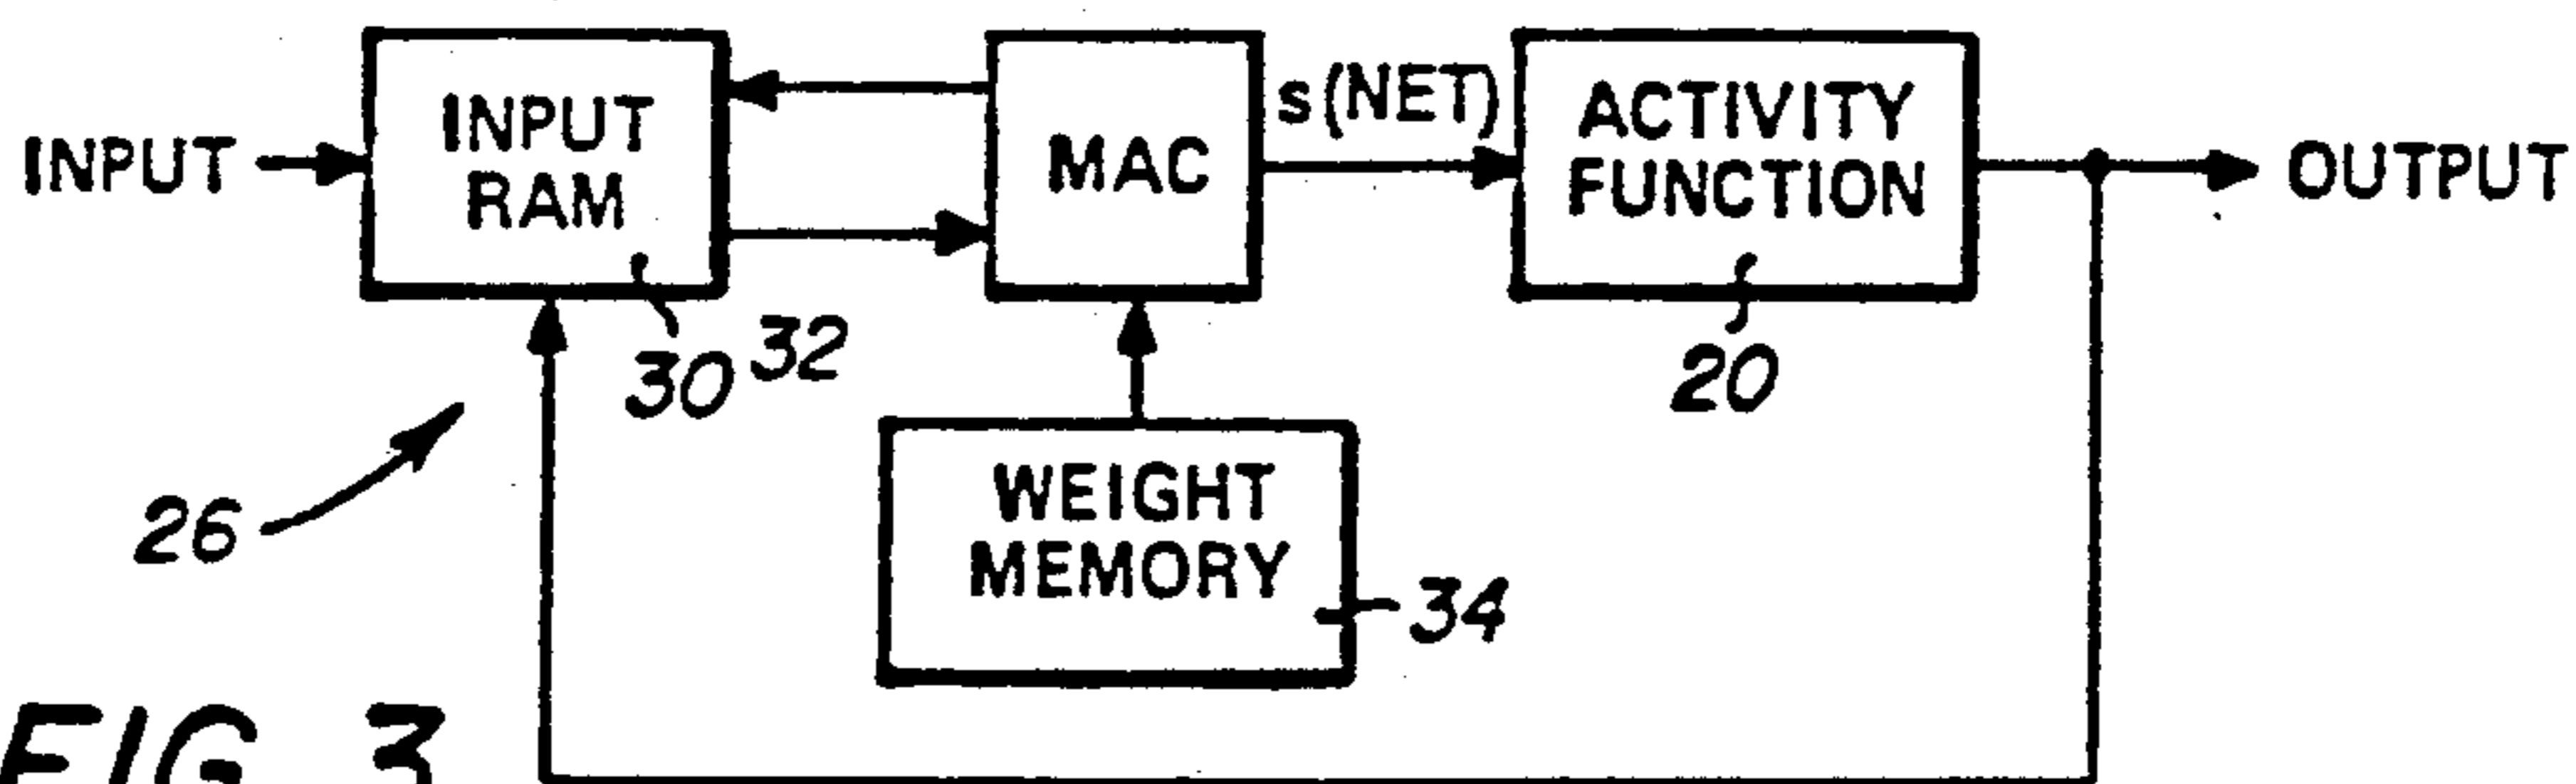 INPUT
INPUT
RAM
MAC
s(NET)
ACTIVITY
FUNCTION
OUTPUT
30
32
20
26
WEIGHT
MEMORY
34
FIG. 3